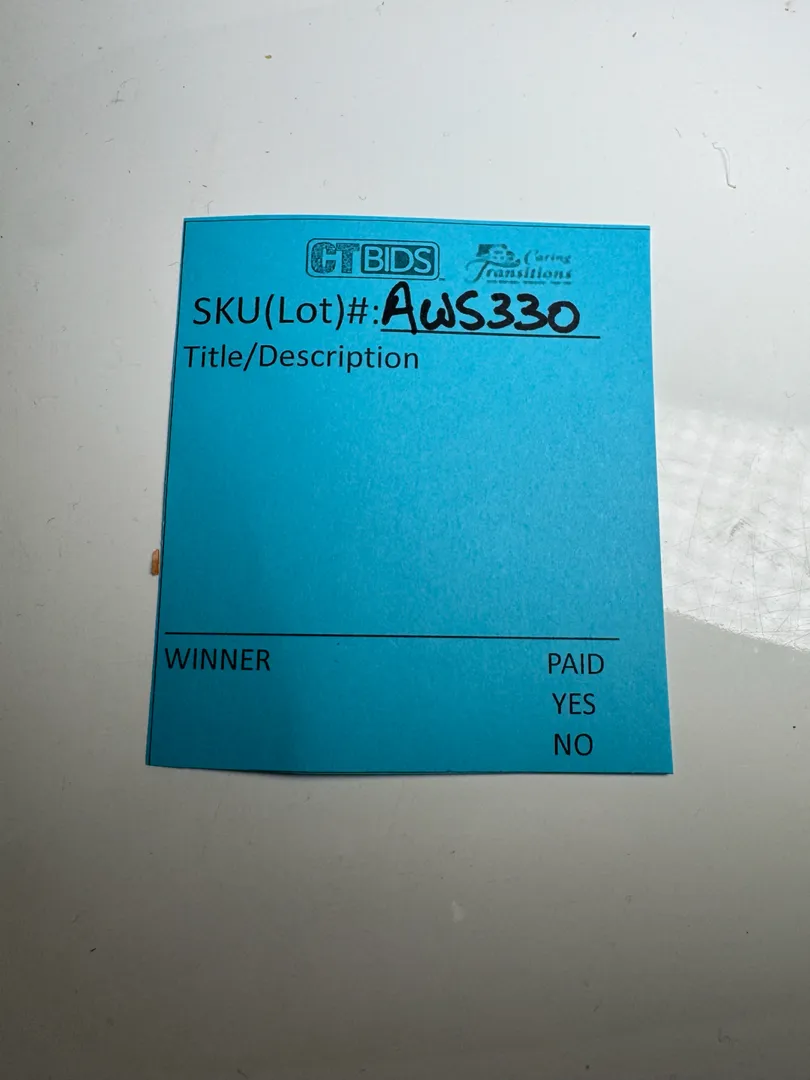 CTBIDS Caring
Transitions
SKU(Lot)#: AWS330
Title/Description
WINNER PAID
YES
NO